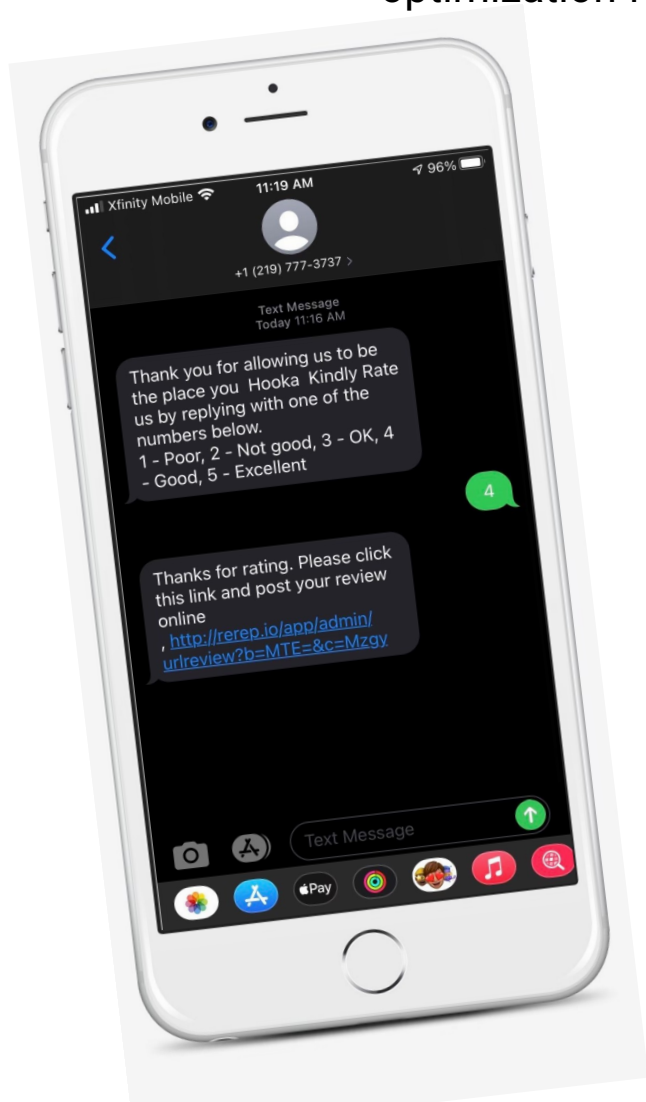 Xfinity Mobile
11:19 AM
96%
+1 (219) 777-3737 >
Text Message
Today 11:16 AM
Thank you for allowing us to be
the place you  Hooka  Kindly Rate
us by replying with one of the
numbers below.
1 - Poor, 2 - Not good, 3 - OK, 4
- Good, 5 - Excellent
4
Thanks for rating. Please click
this link and post your review
online
, http://rerep.io/app/admin/
urlreview?b=MTE=&c=Mzgy
Text Message
Pay